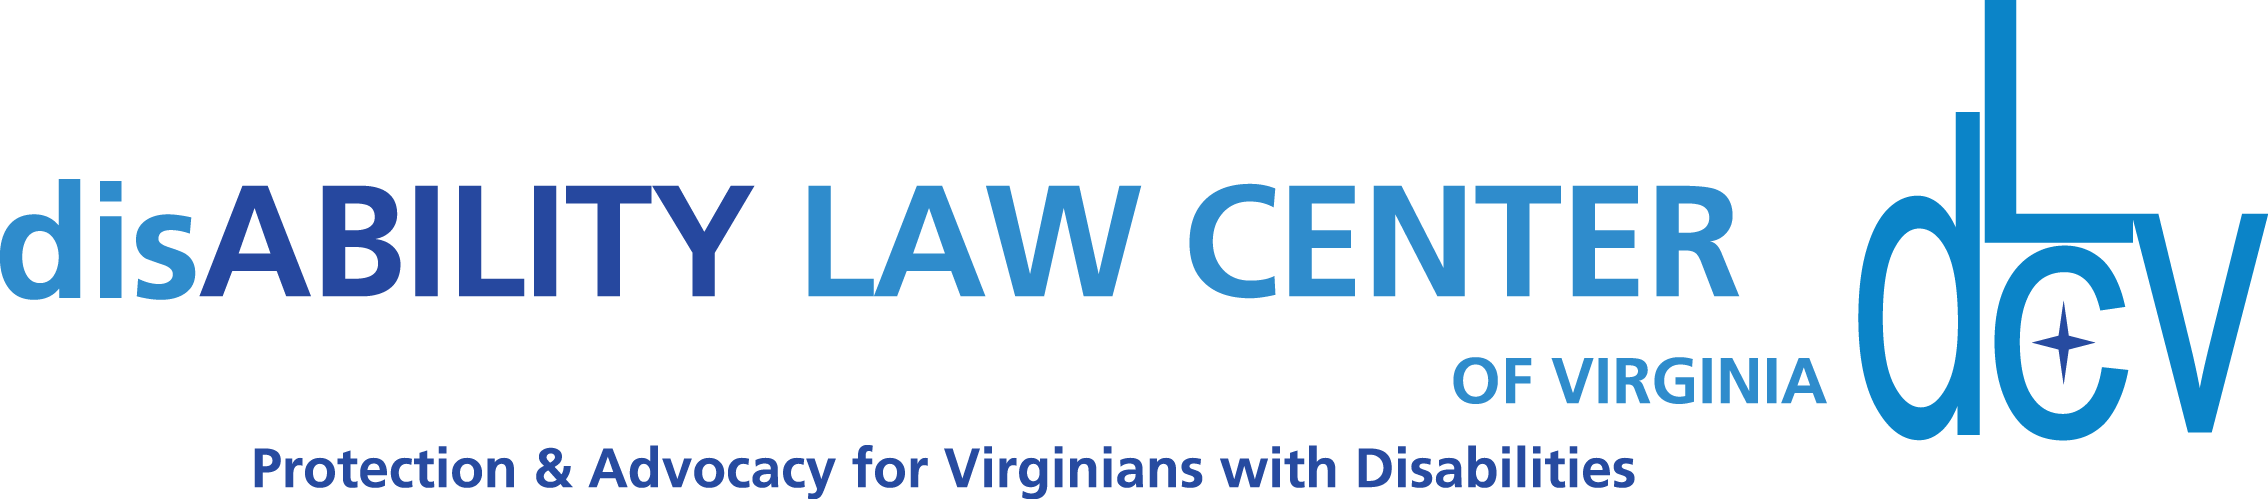 disABILITY LAW CENTER
OF VIRGINIA
Protection & Advocacy for Virginians with Disabilities
dLcv